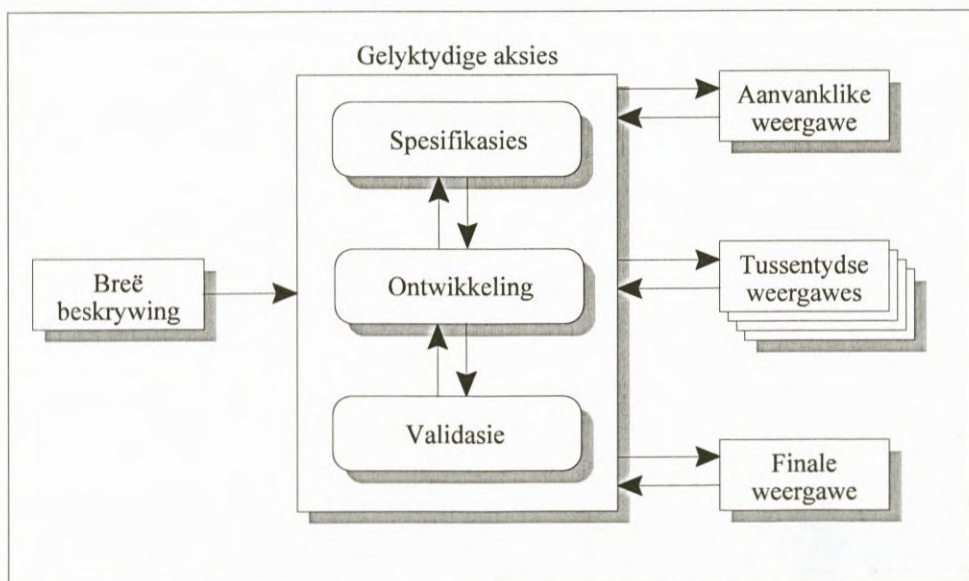 Gelyktydige aksies
Spesifikasies
Ontwikkeling
Validasie
Breë
beskrywing
Aanvanklike
weergawe
Tussentydse
weergawes
Finale
weergawe